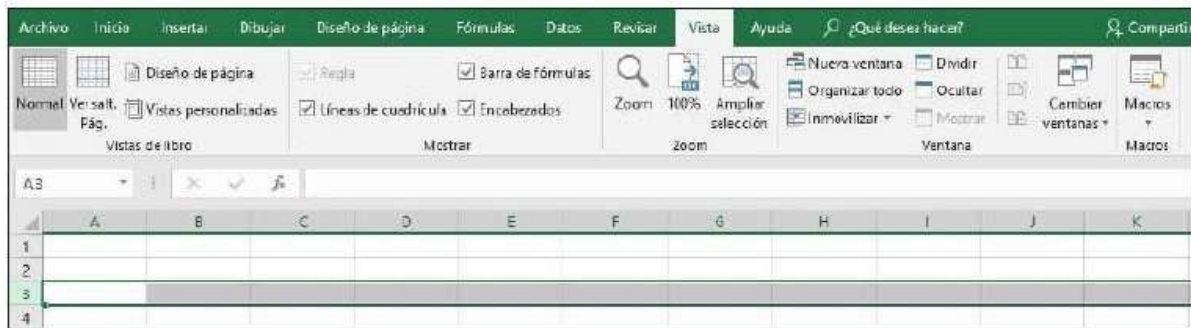 Archivo Inicio Insertar Dibujar Diseño de página Fórmulas Datos Revisar Vista Ayuda ¿Qué desea hacer? Compartir
Diseño de página Regla Barra de fórmulas Nueva ventana Dividir
Normal Ver salt. Pág. Vistas personalizadas Líneas de cuadrícula Encabezados Zoom 100% Ampliar selección Organizar todo Ocultar Cambiar ventanas Macros
Inmovilizar Mostrar
Vistas de libro Mostrar Zoom Ventana Macros
A3 fx
A B C D E F G H I J K
1
2
3
4